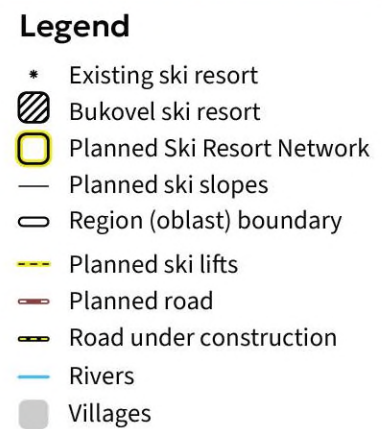 Legend
Existing ski resort
Bukovel ski resort
Planned Ski Resort Network
Planned ski slopes
Region (oblast) boundary
Planned ski lifts
Planned road
Road under construction
Rivers
Villages